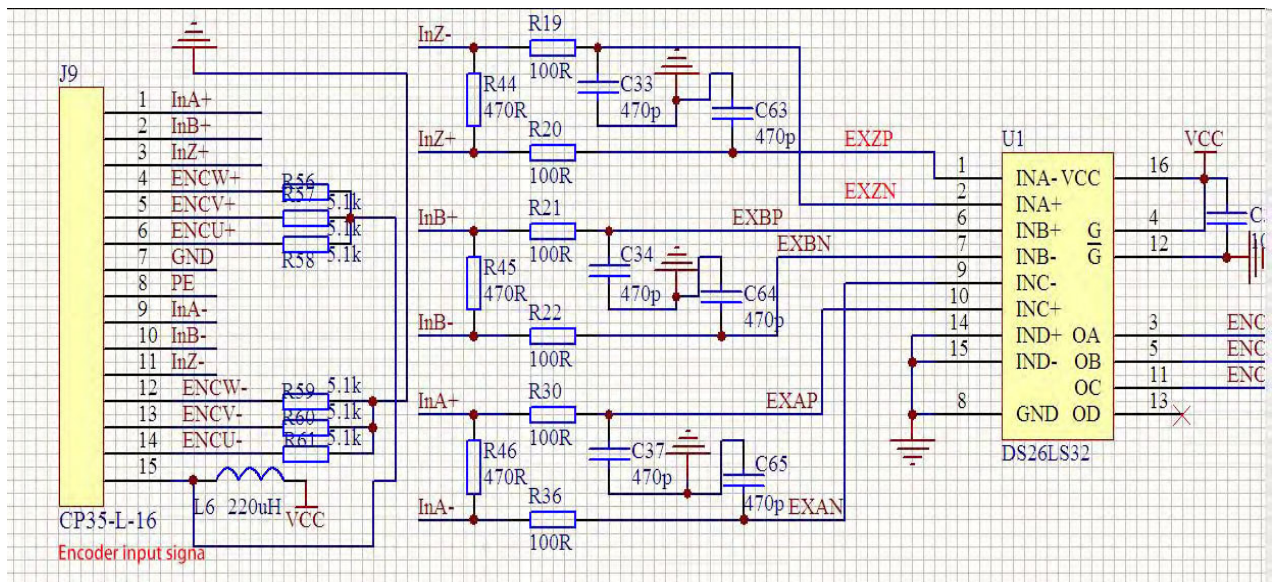 J9
1 InA+
2 InB+
3 InZ+
4 ENCW+
5 ENCV+
6 ENCU+
7 GND
8 PE
9 InA-
10 InB-
11 InZ-
12 ENCW-
13 ENCV-
14 ENCU-
15
CP35-L-16
Encoder input signa
R56
R57 5.1k
5.1k
R58 5.1k
R59 5.1k
R60 5.1k
R61 5.1k
L6 220uH
VCC
InZ-
R19
100R
R44
470R
C33
470p
C63
470p
InZ+
R20
100R
EXZP
EXZN
InB+
R21
100R
EXBP
EXBN
R45
470R
C34
470p
C64
470p
InB-
R22
100R
InA+
R30
100R
EXAP
R46
470R
C37
470p
C65
470p
EXAN
InA-
R36
100R
U1
VCC
1 INA- VCC 16
2 INA+
6 INB+ G 4
7 INB- G 12
9 INC-
10 INC+
14 IND+ OA 3 ENC
15 IND- OB 5 ENC
OC 11 ENC
8 GND OD 13
DS26LS32